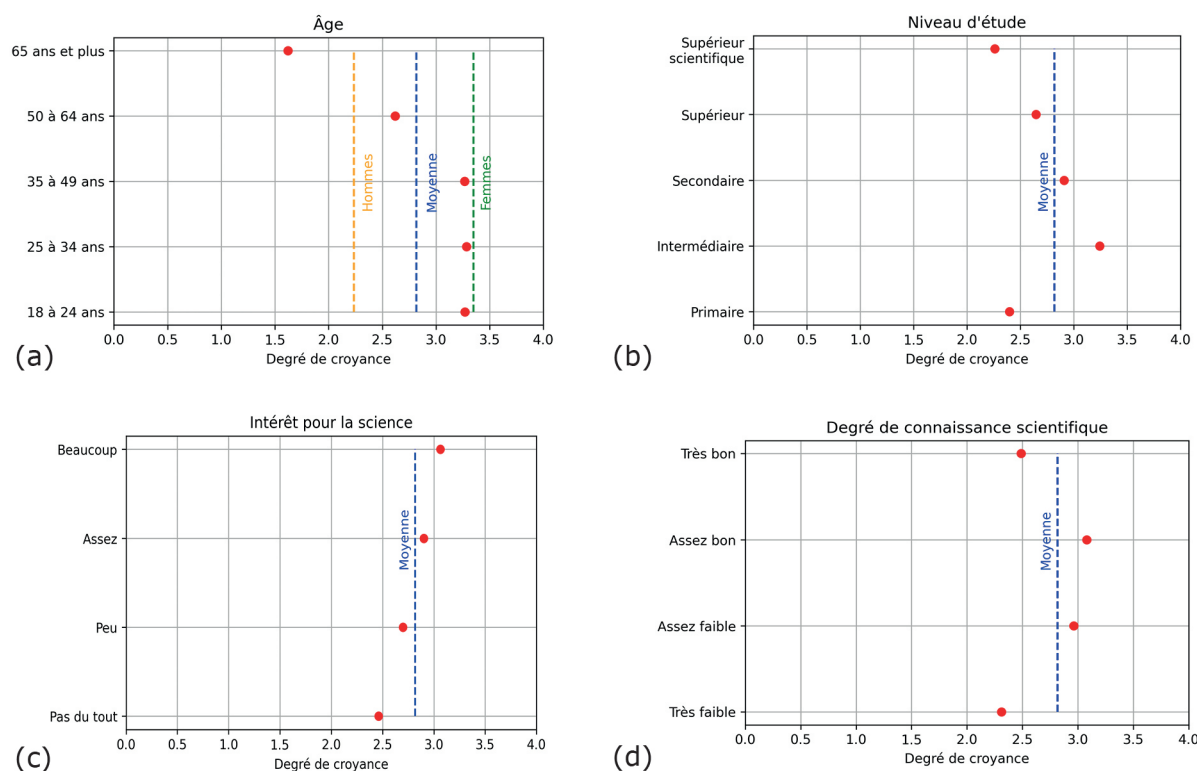 Âge
65 ans et plus
50 à 64 ans
35 à 49 ans
25 à 34 ans
18 à 24 ans
Hommes
Moyenne
Femmes
0.0 0.5 1.0 1.5 2.0 2.5 3.0 3.5 4.0
Degré de croyance
(a)
Niveau d'étude
Supérieur
scientifique
Supérieur
Secondaire
Intermédiaire
Primaire
Moyenne
0.0 0.5 1.0 1.5 2.0 2.5 3.0 3.5 4.0
Degré de croyance
(b)
Intérêt pour la science
Beaucoup
Assez
Peu
Pas du tout
Moyenne
0.0 0.5 1.0 1.5 2.0 2.5 3.0 3.5 4.0
Degré de croyance
(c)
Degré de connaissance scientifique
Très bon
Assez bon
Assez faible
Très faible
Moyenne
0.0 0.5 1.0 1.5 2.0 2.5 3.0 3.5 4.0
Degré de croyance
(d)